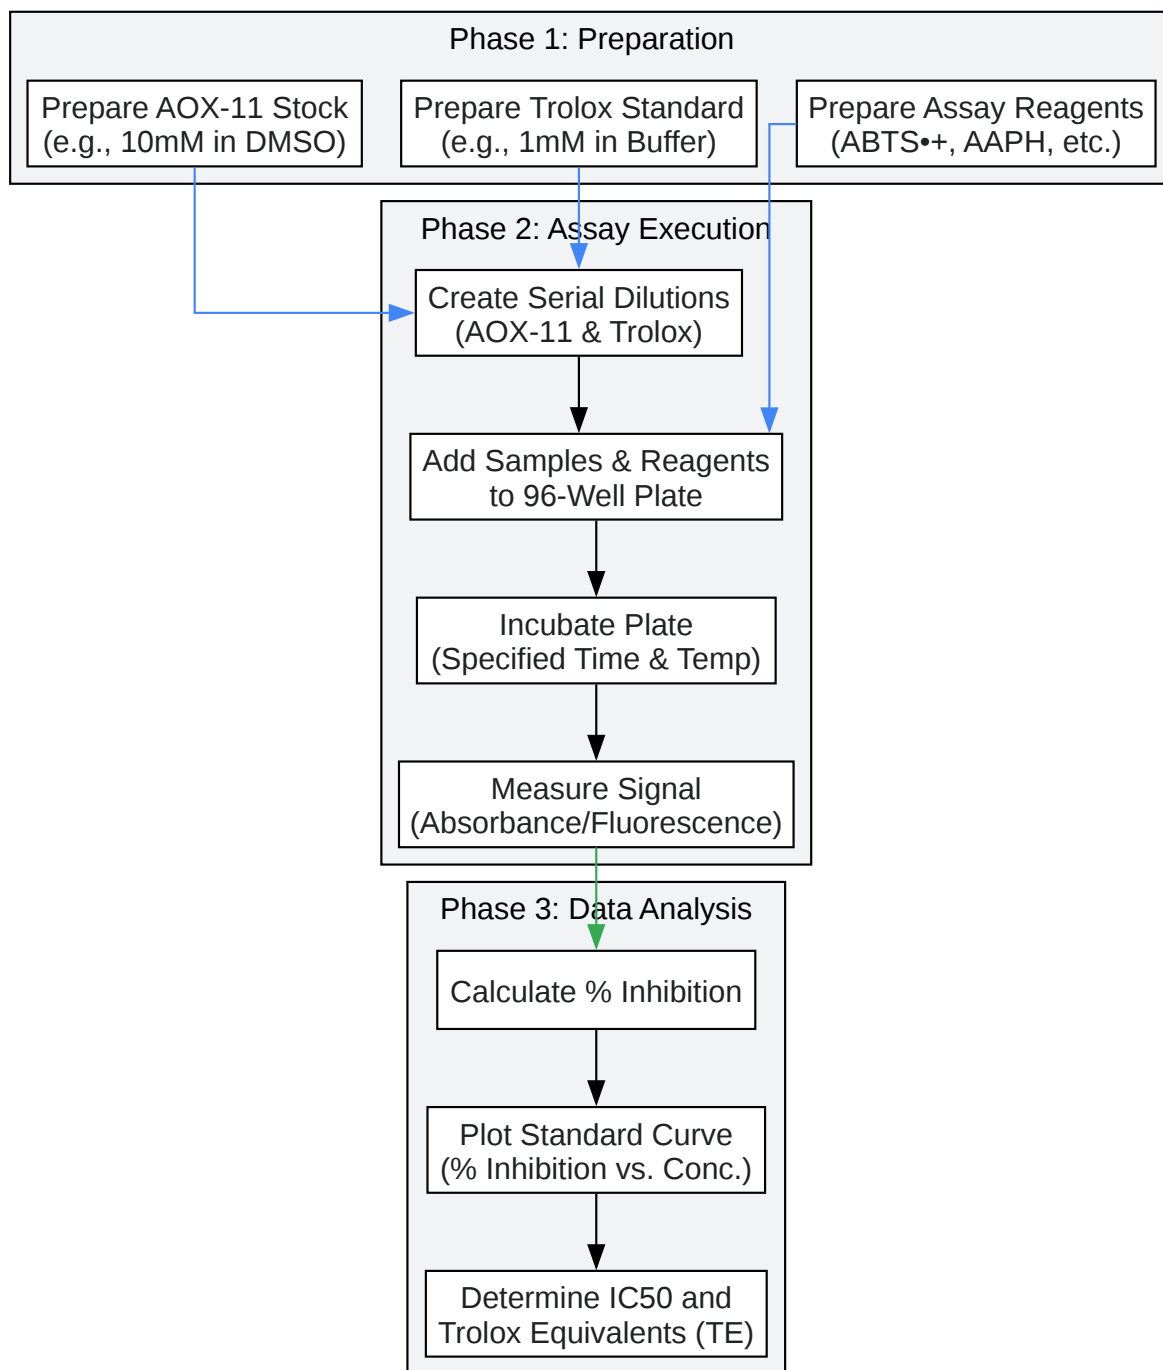 Phase 1: Preparation
Prepare AOX-11 Stock
(e.g., 10mM in DMSO)
Prepare Trolox Standard
(e.g., 1mM in Buffer)
Prepare Assay Reagents
(ABTS•+, AAPH, etc.)
Phase 2: Assay Execution
Create Serial Dilutions
(AOX-11 & Trolox)
Add Samples & Reagents
to 96-Well Plate
Incubate Plate
(Specified Time & Temp)
Measure Signal
(Absorbance/Fluorescence)
Phase 3: Data Analysis
Calculate % Inhibition
Plot Standard Curve
(% Inhibition vs. Conc.)
Determine IC50 and
Trolox Equivalents (TE)